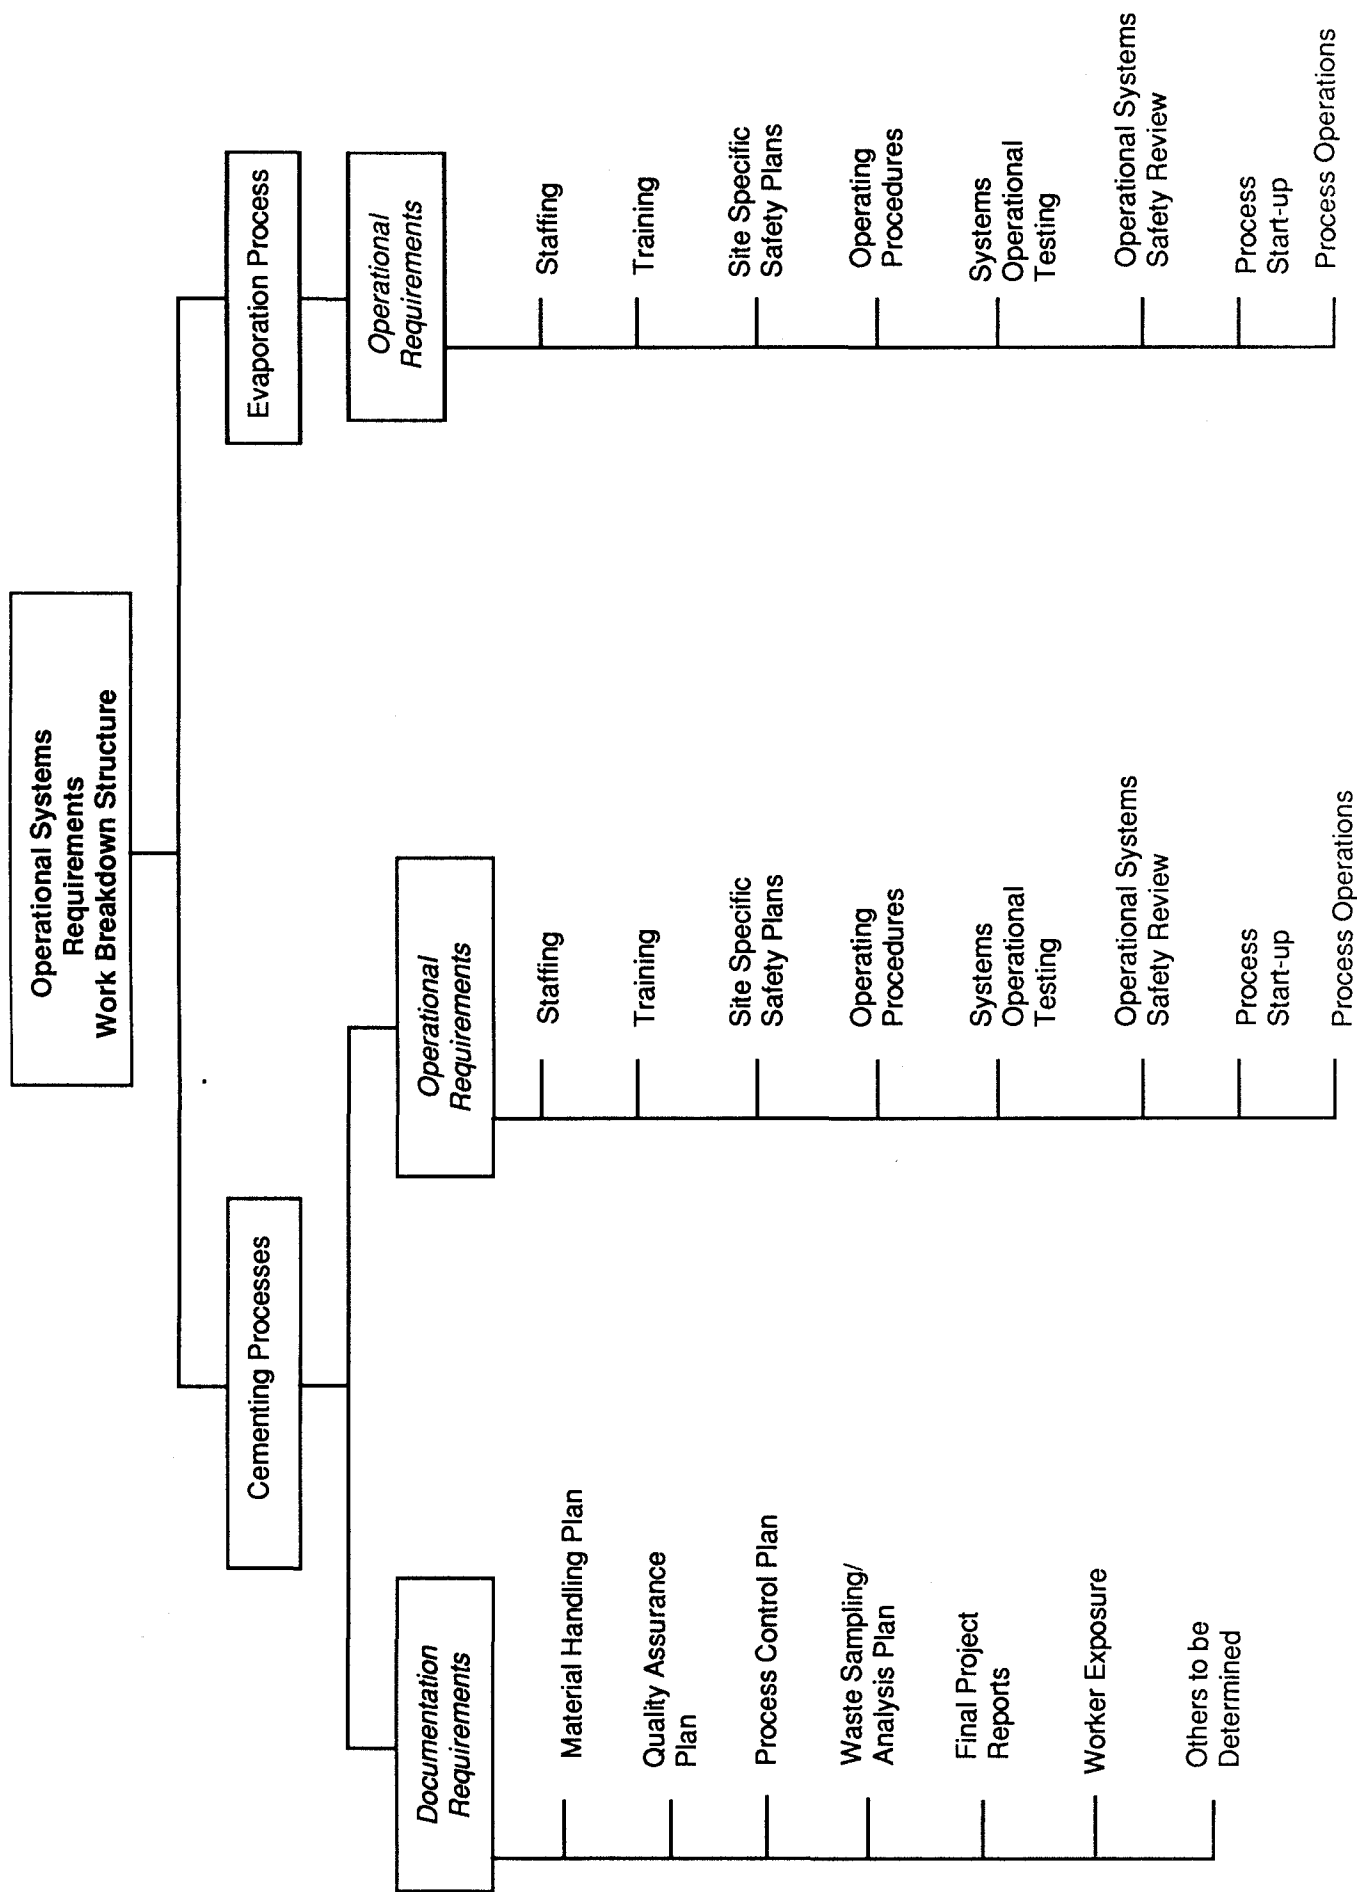 Operational Systems
Requirements
Work Breakdown Structure
Cementing Processes
Evaporation Process
Documentation
Requirements
Material Handling Plan
Quality Assurance
Plan
Process Control Plan
Waste Sampling/
Analysis Plan
Final Project
Reports
Worker Exposure
Others to be
Determined
Operational
Requirements
Staffing
Training
Site Specific
Safety Plans
Operating
Procedures
Systems
Operational
Testing
Operational Systems
Safety Review
Process
Start-up
Process Operations
Operational
Requirements
Staffing
Training
Site Specific
Safety Plans
Operating
Procedures
Systems
Operational
Testing
Operational Systems
Safety Review
Process
Start-up
Process Operations